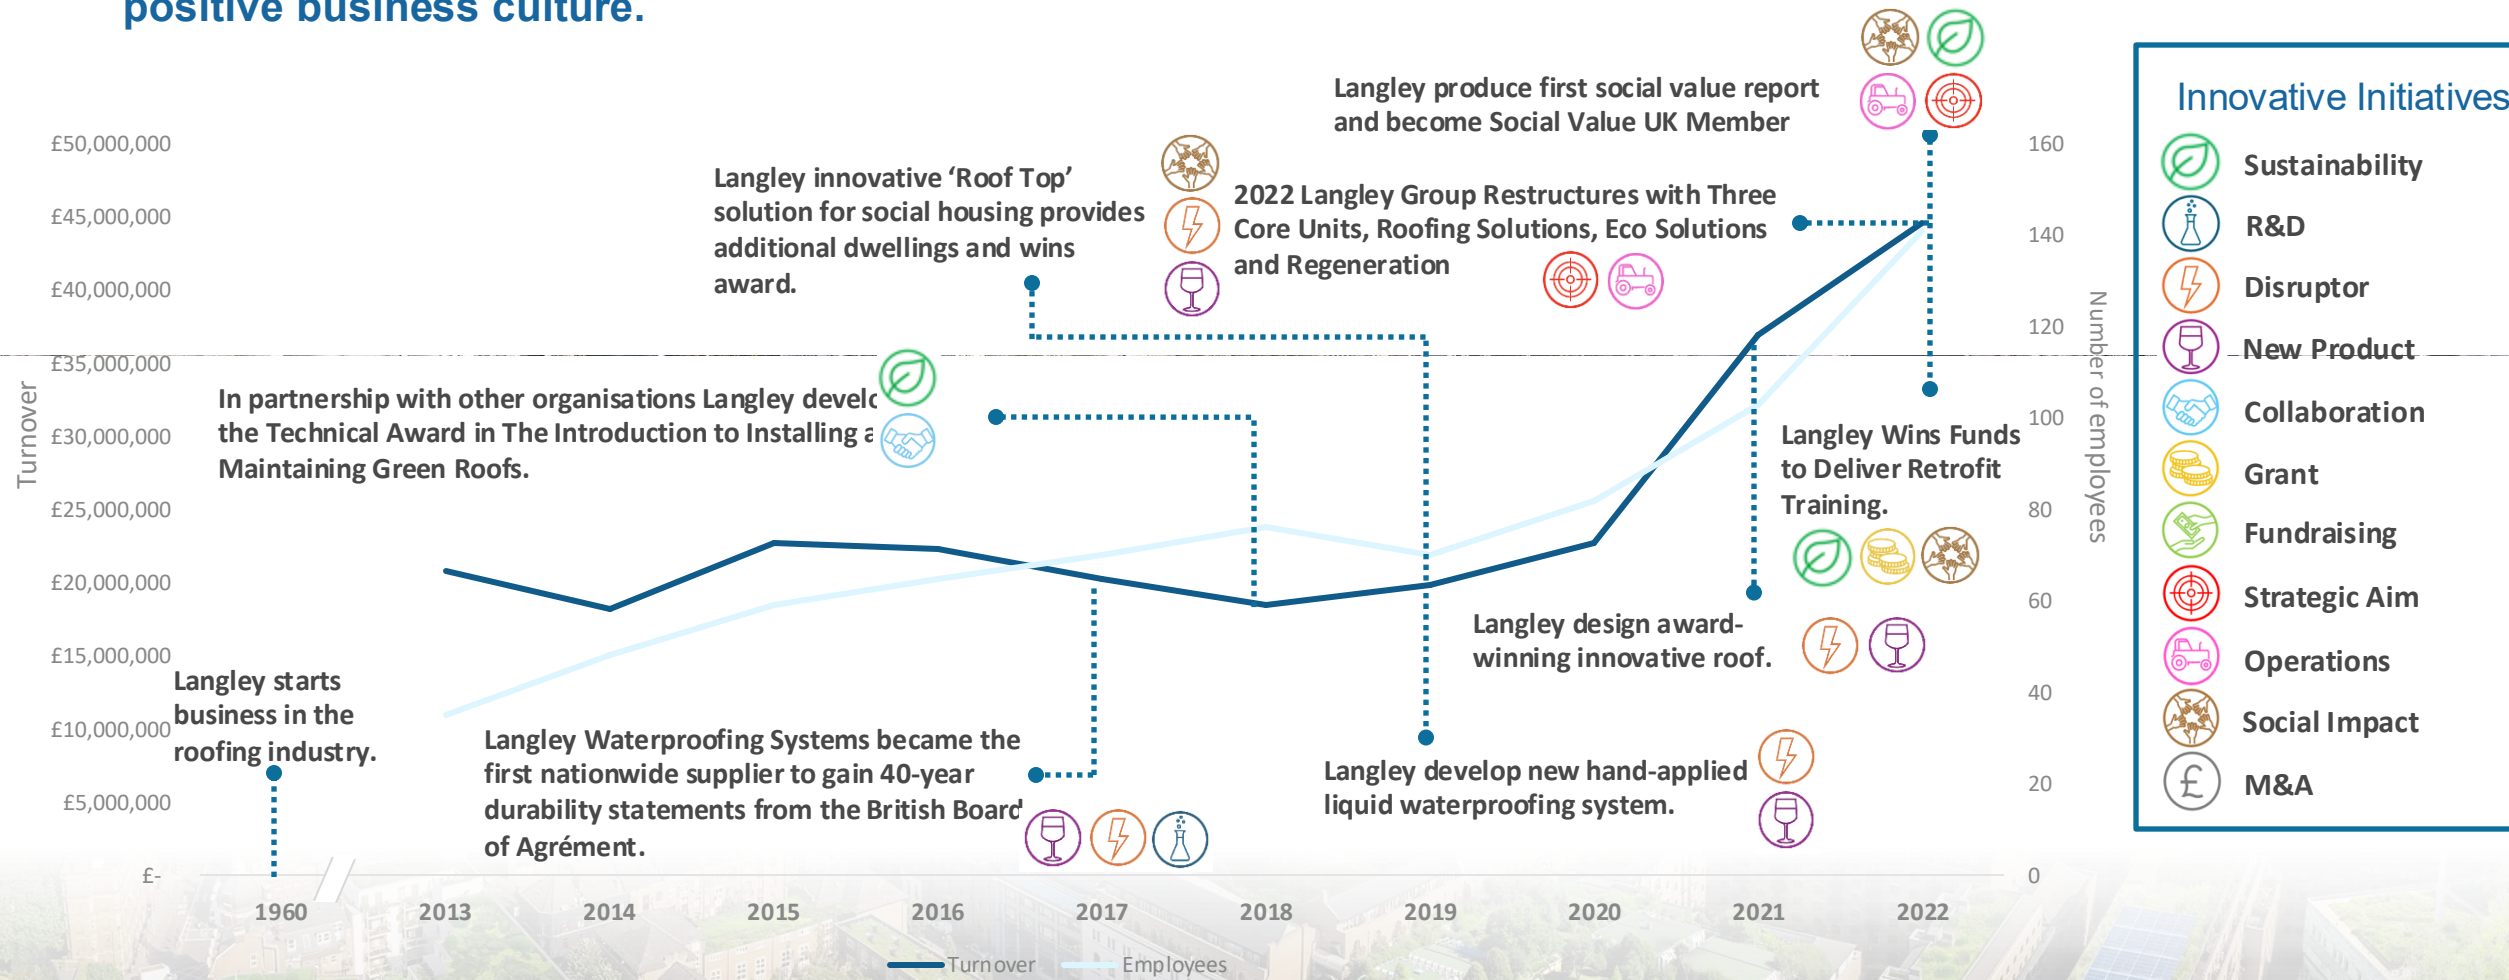 positive business culture.
Langley produce first social value report
and become Social Value UK Member
Langley innovative ‘Roof Top’
solution for social housing provides
additional dwellings and wins
award.
2022 Langley Group Restructures with Three
Core Units, Roofing Solutions, Eco Solutions
and Regeneration
In partnership with other organisations Langley develo
the Technical Award in The Introduction to Installing a
Maintaining Green Roofs.
Langley Wins Funds
to Deliver Retrofit
Training.
Langley design award-
winning innovative roof.
Langley starts
business in the
roofing industry.
Langley Waterproofing Systems became the
first nationwide supplier to gain 40-year
durability statements from the British Board
of Agrément.
Langley develop new hand-applied
liquid waterproofing system.
Turnover
£50,000,000
£45,000,000
£40,000,000
£35,000,000
£30,000,000
£25,000,000
£20,000,000
£15,000,000
£10,000,000
£5,000,000
£-
160
140
120
100
80
60
40
20
0
Number of employees
1960
2013
2014
2015
2016
2017
2018
2019
2020
2021
2022
Turnover
Employees
Innovative Initiatives
Sustainability
R&D
Disruptor
New Product
Collaboration
Grant
Fundraising
Strategic Aim
Operations
Social Impact
£
M&A